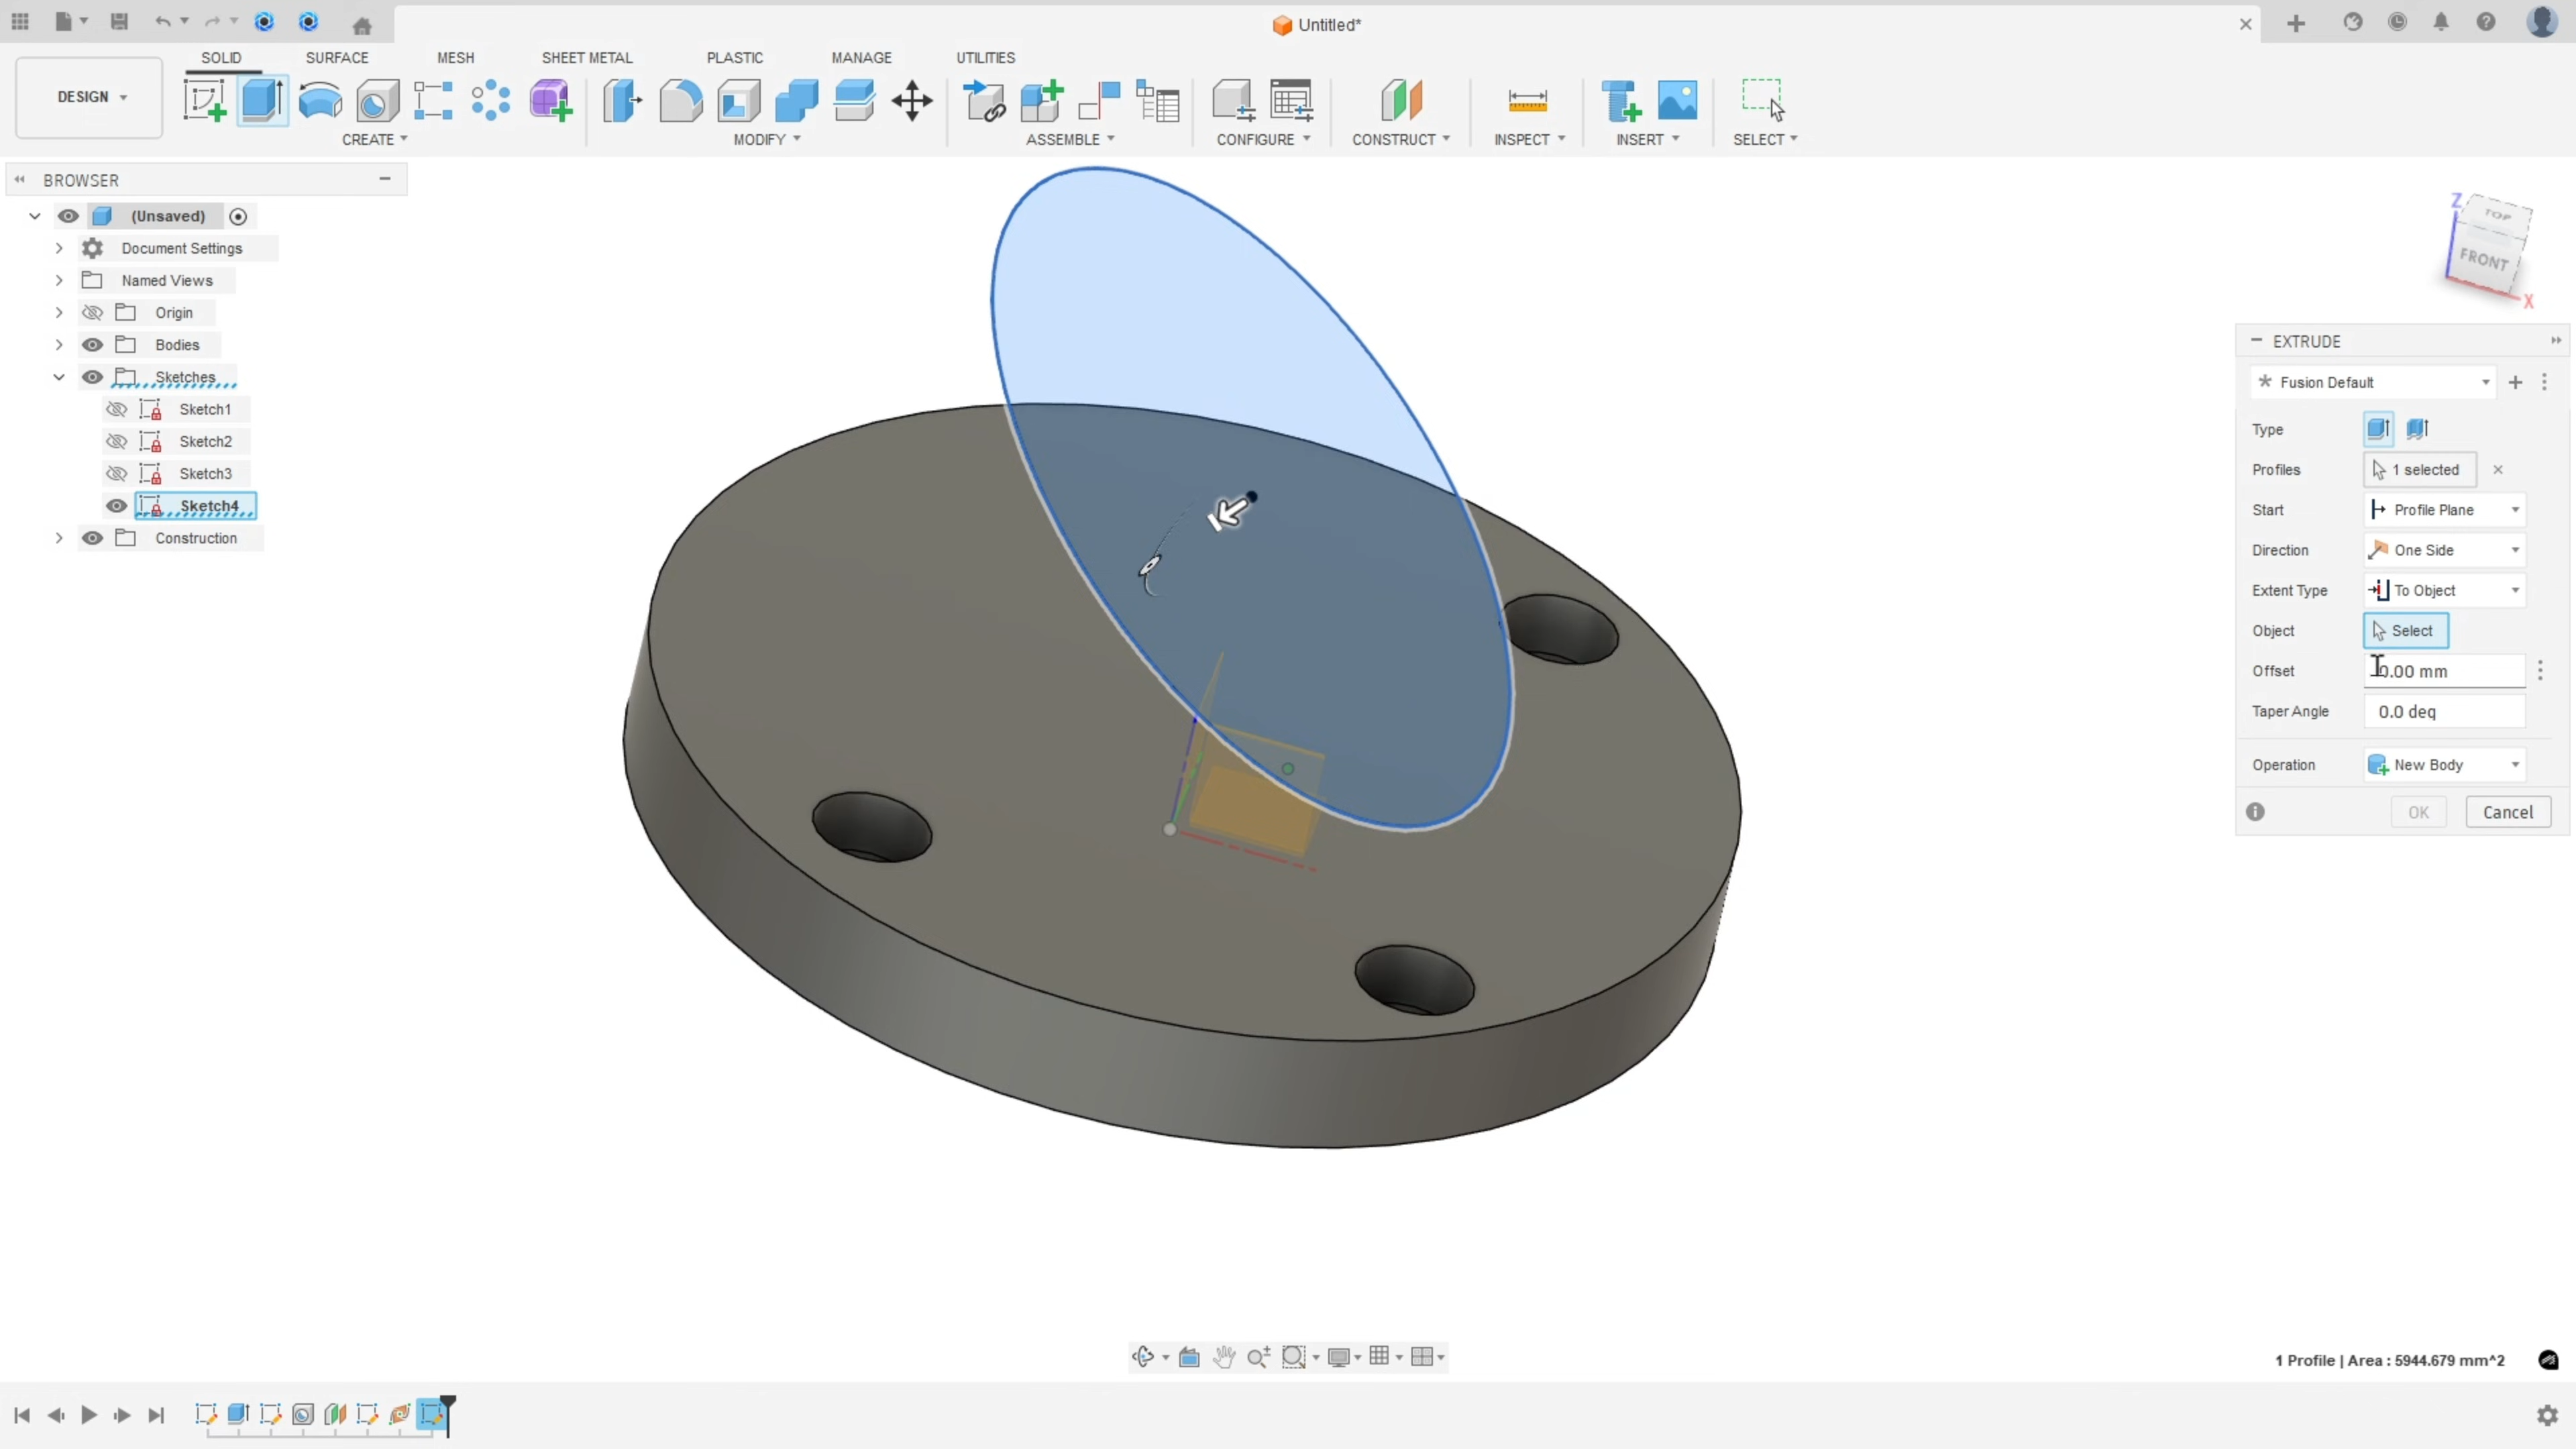 Untitled*
SOLID SURFACE MESH SHEET METAL PLASTIC MANAGE UTILITIES
DESIGN
CREATE MODIFY ASSEMBLE CONFIGURE CONSTRUCT INSPECT INSERT SELECT
BROWSER
(Unsaved)
Document Settings
Named Views
Origin
Bodies
Sketches
Sketch1
Sketch2
Sketch3
Sketch4
Construction
Z
TOP
FRONT
X
EXTRUDE
* Fusion Default
Type
Profiles 1 selected
Start Profile Plane
Direction One Side
Extent Type To Object
Object Select
Offset 0.00 mm
Taper Angle 0.0 deg
Operation New Body
OK Cancel
1 Profile | Area : 5944.679 mm^2